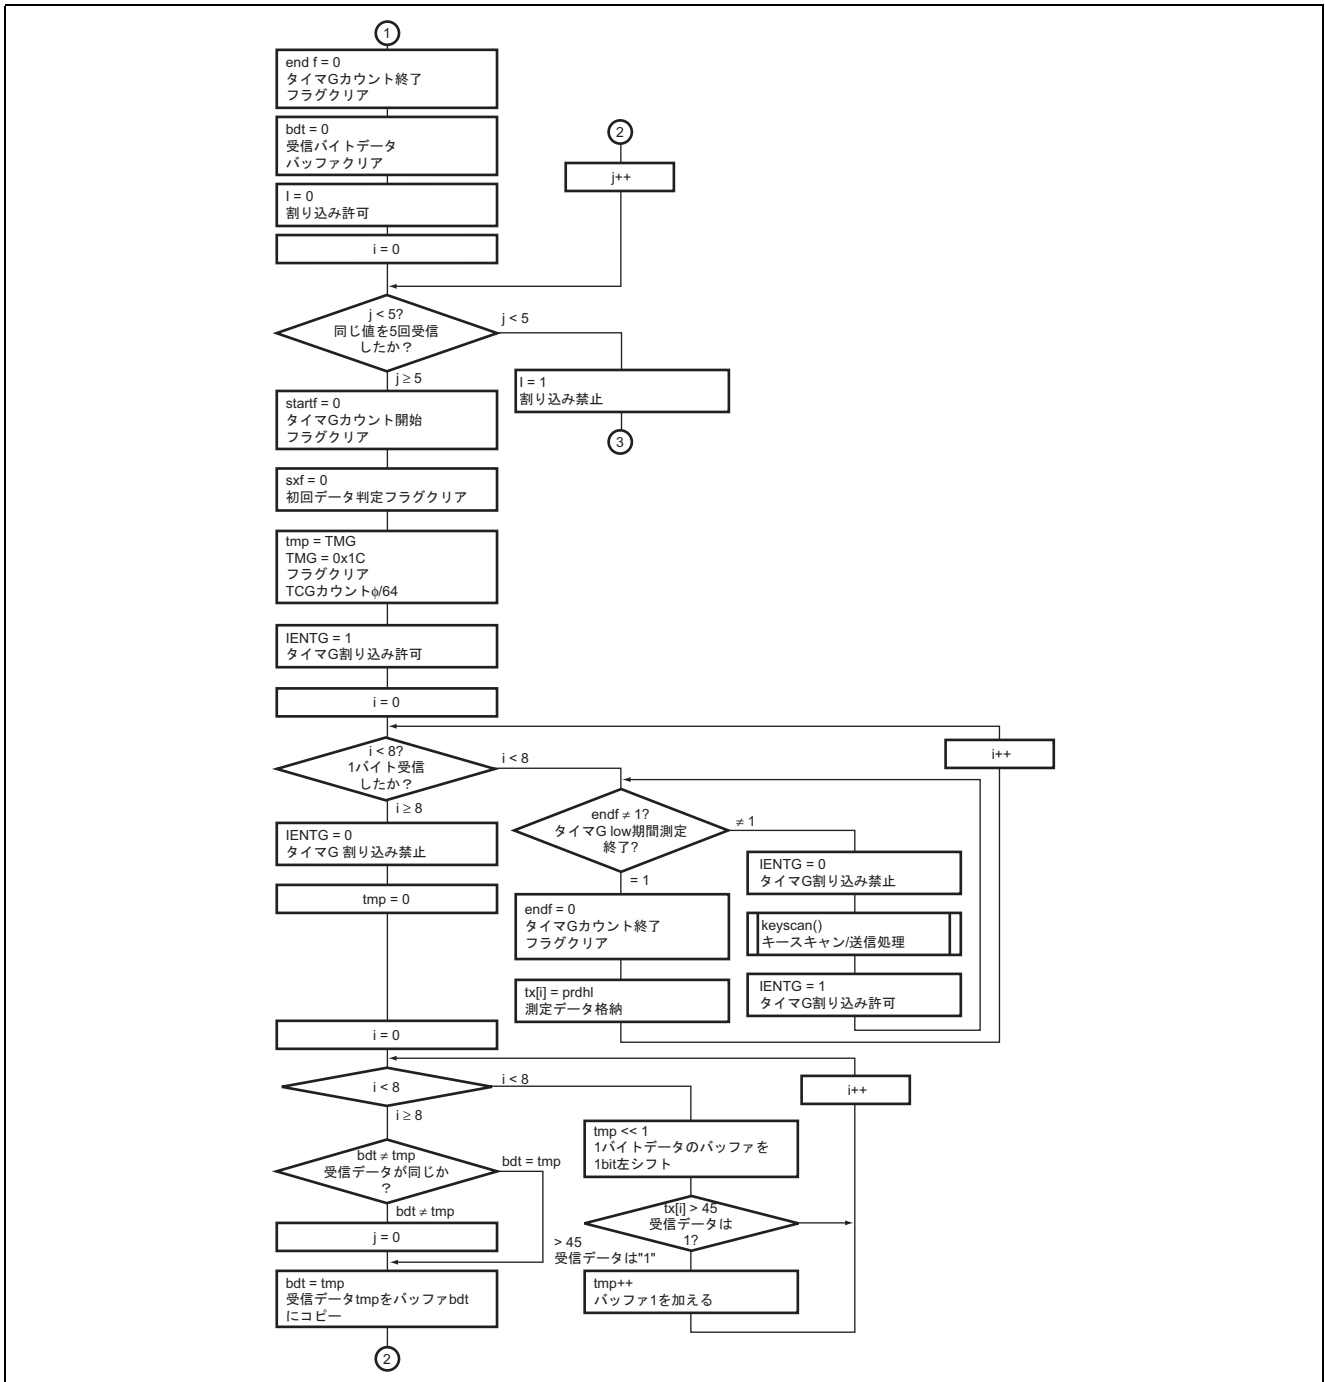 1
end f = 0
タイマGカウント終了
フラグクリア
bdt = 0
受信バイトデータ
バッファクリア
I = 0
割り込み許可
i = 0
2
j++
j < 5?
同じ値を5回受信
したか？
j < 5
j ≥ 5
I = 1
割り込み禁止
3
startf = 0
タイマGカウント開始
フラグクリア
sxf = 0
初回データ判定フラグクリア
tmp = TMG
TMG = 0x1C
フラグクリア
TCGカウントφ/64
IENTG = 1
タイマG割り込み許可
i = 0
i++
i < 8?
1バイト受信
したか？
i < 8
i ≥ 8
endf ≠ 1?
タイマG low期間測定
終了?
≠ 1
= 1
IENTG = 0
タイマG割り込み禁止
keyscan()
キースキャン/送信処理
IENTG = 1
タイマG割り込み許可
endf = 0
タイマGカウント終了
フラグクリア
tx[i] = prdhl
測定データ格納
IENTG = 0
タイマG 割り込み禁止
tmp = 0
i = 0
i < 8
i < 8
i ≥ 8
i++
tmp << 1
1バイトデータのバッファを
1bit左シフト
tx[i] > 45
受信データは
1?
> 45
受信データは"1"
tmp++
バッファ1を加える
bdt ≠ tmp
受信データが同じか
？
bdt = tmp
bdt ≠ tmp
j = 0
bdt = tmp
受信データtmpをバッファbdt
にコピー
2